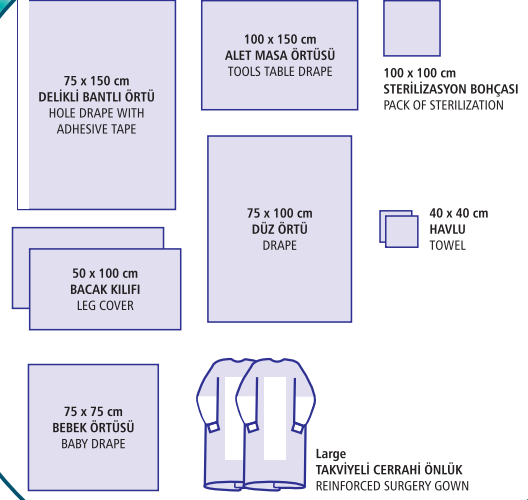 75 x 150 cm
DELİKLİ BANTLI ÖRTÜ
HOLE DRAPE WITH
ADHESIVE TAPE
100 x 150 cm
ALET MASA ÖRTÜSÜ
TOOLS TABLE DRAPE
100 x 100 cm
STERİLİZASYON BOHÇASI
PACK OF STERILIZATION
75 x 100 cm
DÜZ ÖRTÜ
DRAPE
40 x 40 cm
HAVLU
TOWEL
50 x 100 cm
BACAK KILIFI
LEG COVER
75 x 75 cm
BEBEK ÖRTÜSÜ
BABY DRAPE
Large
TAKVİYELİ CERRAHİ ÖNLÜK
REINFORCED SURGERY GOWN